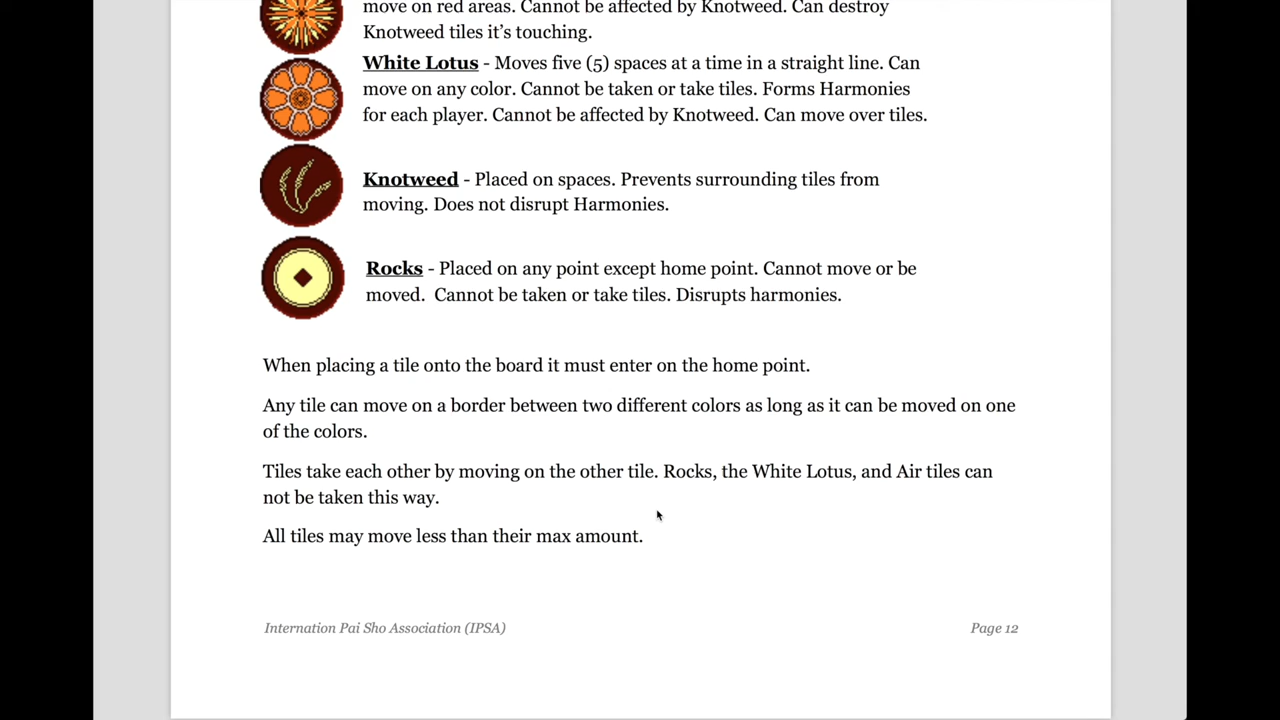 move on red areas. Cannot be affected by Knotweed. Can destroy
Knotweed tiles it's touching.
White Lotus - Moves five (5) spaces at a time in a straight line. Can
move on any color. Cannot be taken or take tiles. Forms Harmonies
for each player. Cannot be affected by Knotweed. Can move over tiles.
Knotweed - Placed on spaces. Prevents surrounding tiles from
moving. Does not disrupt Harmonies.
Rocks - Placed on any point except home point. Cannot move or be
moved.  Cannot be taken or take tiles. Disrupts harmonies.
When placing a tile onto the board it must enter on the home point.
Any tile can move on a border between two different colors as long as it can be moved on one
of the colors.
Tiles take each other by moving on the other tile. Rocks, the White Lotus, and Air tiles can
not be taken this way.
All tiles may move less than their max amount.
Internation Pai Sho Association (IPSA)
Page 12